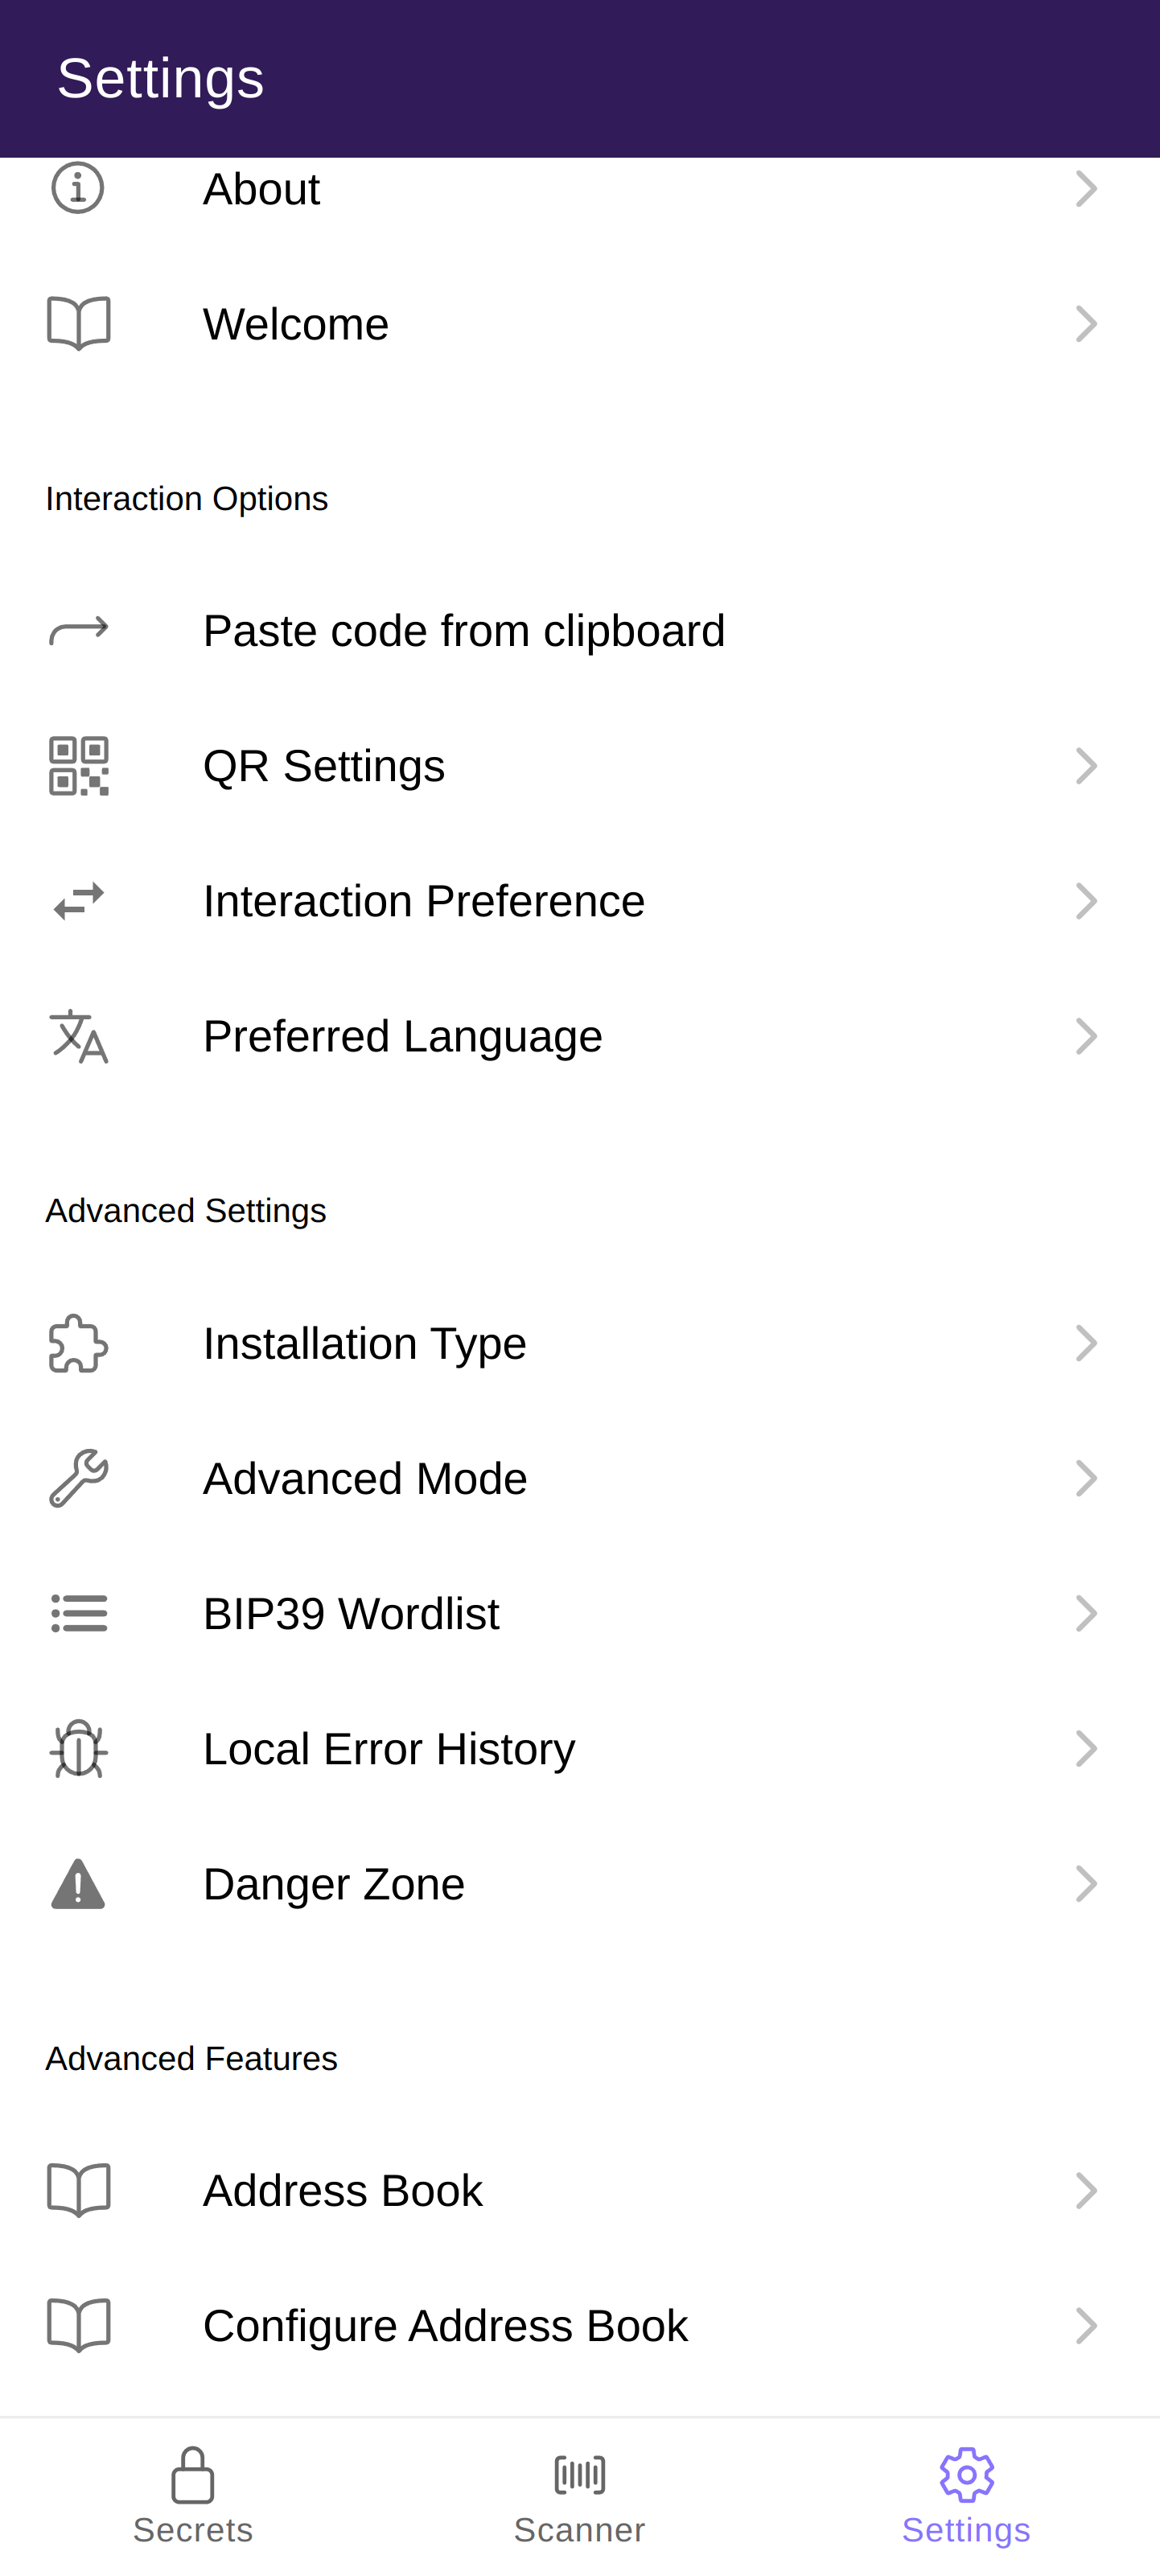 Settings
About
Welcome
Interaction Options
Paste code from clipboard
QR Settings
Interaction Preference
Preferred Language
Advanced Settings
Installation Type
Advanced Mode
BIP39 Wordlist
Local Error History
Danger Zone
Advanced Features
Address Book
Configure Address Book
Secrets
Scanner
Settings